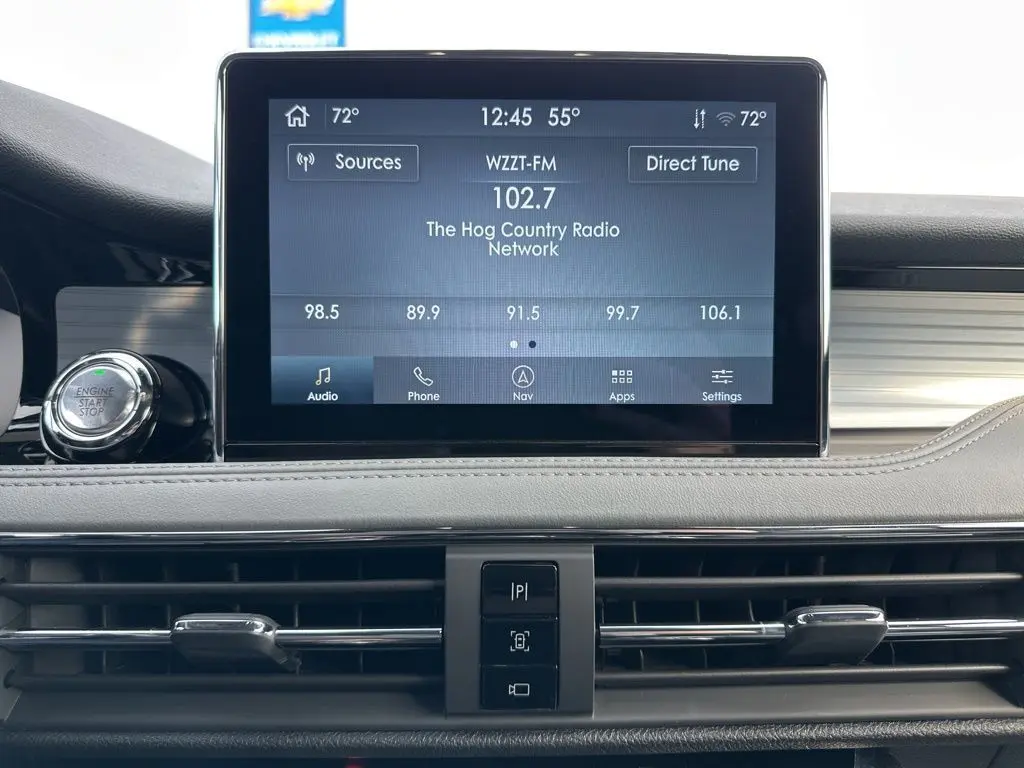 CHEVROLET
72° 12:45 55° 72°
Sources WZZT-FM Direct Tune
102.7
The Hog Country Radio
Network
98.5 89.9 91.5 99.7 106.1
Audio Phone Nav Apps Settings
ENGINE
START
STOP
|P|